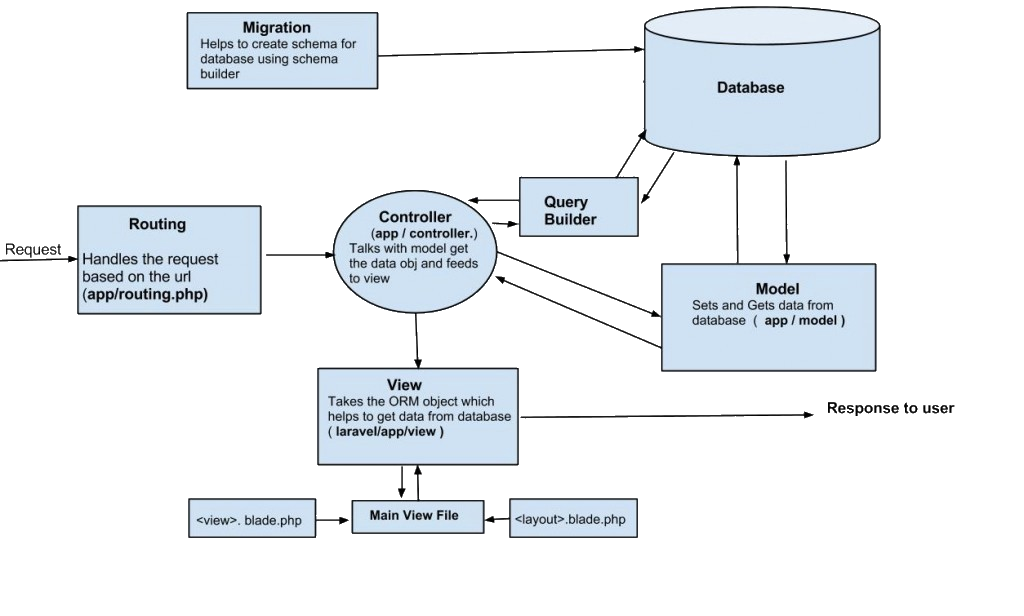 Migration
Helps to create schema for
database using schema
builder
Database
Query
Builder
Request
Routing
Handles the request
based on the url
(app/routing.php)
Controller
(app / controller.)
Talks with model get
the data obj and feeds
to view
Model
Sets and Gets data from
database ( app / model )
View
Takes the ORM object which
helps to get data from database
( laravel/app/view )
Response to user
<view>. blade.php
Main View File
<layout>.blade.php